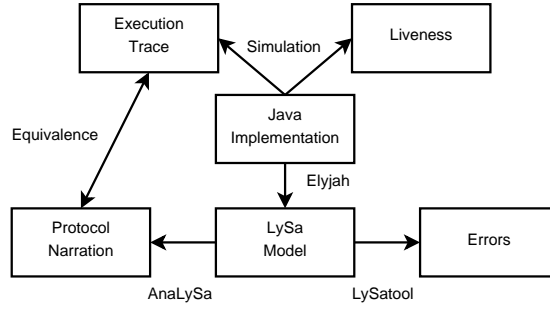 Execution
Trace
Simulation
Liveness
Equivalence
Java
Implementation
Elyjah
Protocol
Narration
LySa
Model
Errors
AnaLySa
LySatool